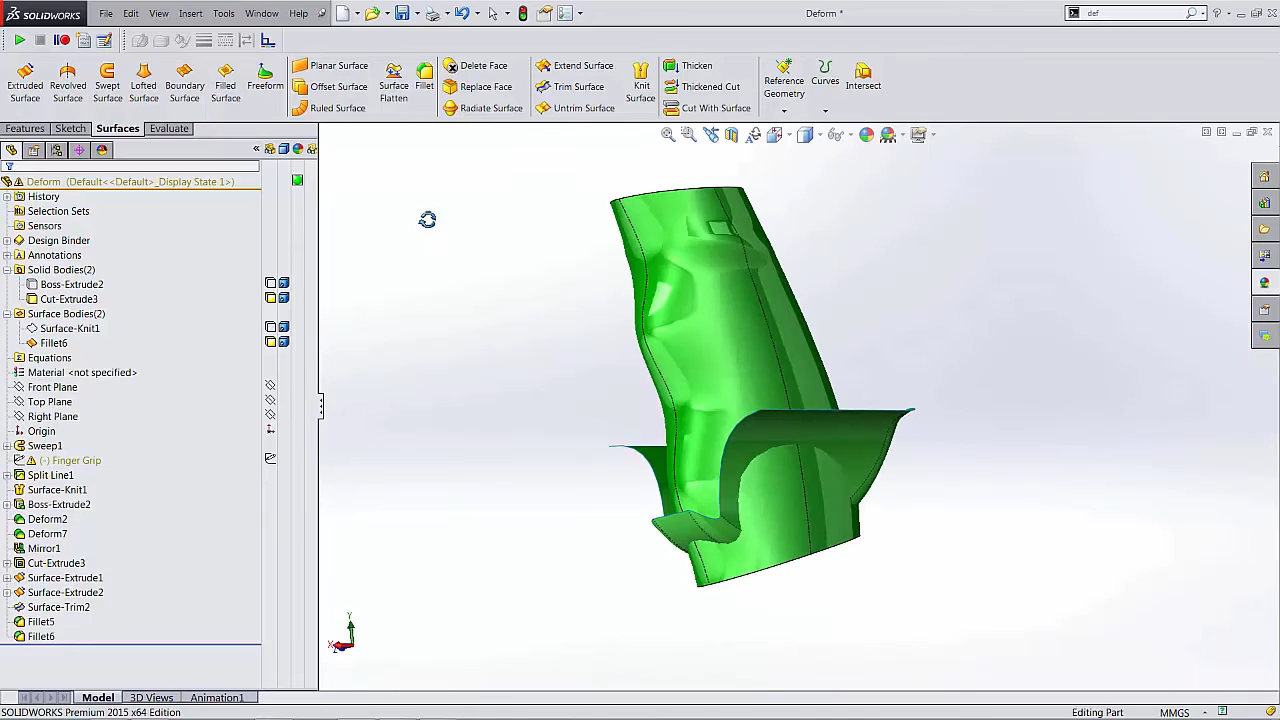 SOLIDWORKS
File Edit View Insert Tools Window Help
Deform *
def
Extruded Surface
Revolved Surface
Swept Surface
Lofted Surface
Boundary Surface
Filled Surface
Freeform
Planar Surface
Offset Surface
Ruled Surface
Surface Flatten
Fillet
Delete Face
Replace Face
Radiate Surface
Extend Surface
Trim Surface
Untrim Surface
Knit Surface
Thicken
Thickened Cut
Cut With Surface
Reference Geometry
Curves
Intersect
Features Sketch Surfaces Evaluate
Deform (Default<<Default>_Display State 1>)
History
Selection Sets
Sensors
Design Binder
Annotations
Solid Bodies(2)
Boss-Extrude2
Cut-Extrude3
Surface Bodies(2)
Surface-Knit1
Fillet6
Equations
Material <not specified>
Front Plane
Top Plane
Right Plane
Origin
Sweep1
(-) Finger Grip
Split Line1
Surface-Knit1
Boss-Extrude2
Deform2
Deform7
Mirror1
Cut-Extrude3
Surface-Extrude1
Surface-Extrude2
Surface-Trim2
Fillet5
Fillet6
Y
X
Model 3D Views Animation1
SOLIDWORKS Premium 2015 x64 Edition
Editing Part
MMGS